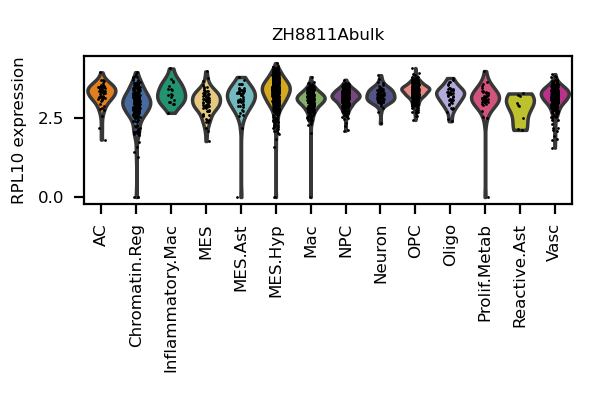 ZH8811Abulk
RPL10 expression
2.5
0.0
AC
Chromatin.Reg
Inflammatory.Mac
MES
MES.Ast
MES.Hyp
Mac
NPC
Neuron
OPC
Oligo
Prolif.Metab
Reactive.Ast
Vasc